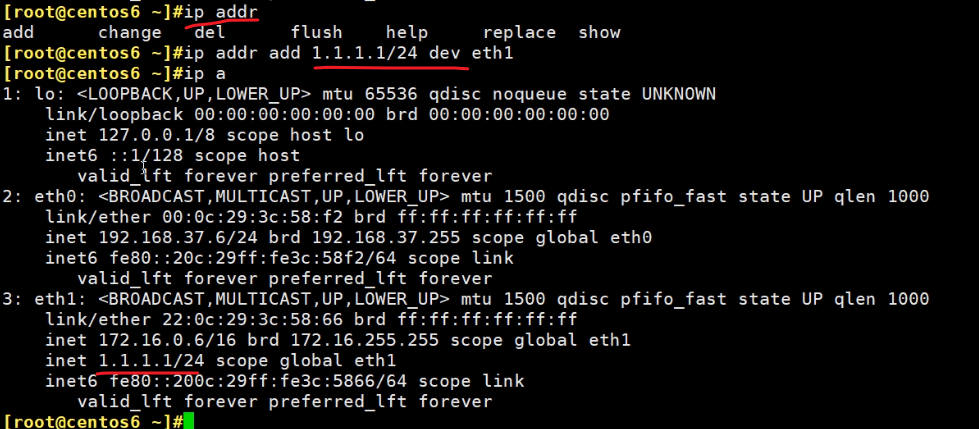 [root@centos6 ~]#ip addr
add change del flush help replace show
[root@centos6 ~]#ip addr add 1.1.1.1/24 dev eth1
[root@centos6 ~]#ip a
1: lo: <LOOPBACK,UP,LOWER_UP> mtu 65536 qdisc noqueue state UNKNOWN
link/loopback 00:00:00:00:00:00 brd 00:00:00:00:00:00
inet 127.0.0.1/8 scope host lo
inet6 ::1/128 scope host
valid_lft forever preferred_lft forever
2: eth0: <BROADCAST,MULTICAST,UP,LOWER_UP> mtu 1500 qdisc pfifo_fast state UP qlen 1000
link/ether 00:0c:29:3c:58:f2 brd ff:ff:ff:ff:ff:ff
inet 192.168.37.6/24 brd 192.168.37.255 scope global eth0
inet6 fe80::20c:29ff:fe3c:58f2/64 scope link
valid_lft forever preferred_lft forever
3: eth1: <BROADCAST,MULTICAST,UP,LOWER_UP> mtu 1500 qdisc pfifo_fast state UP qlen 1000
link/ether 22:0c:29:3c:58:66 brd ff:ff:ff:ff:ff:ff
inet 172.16.0.6/16 brd 172.16.255.255 scope global eth1
inet 1.1.1.1/24 scope global eth1
inet6 fe80::200c:29ff:fe3c:5866/64 scope link
valid_lft forever preferred_lft forever
[root@centos6 ~]#